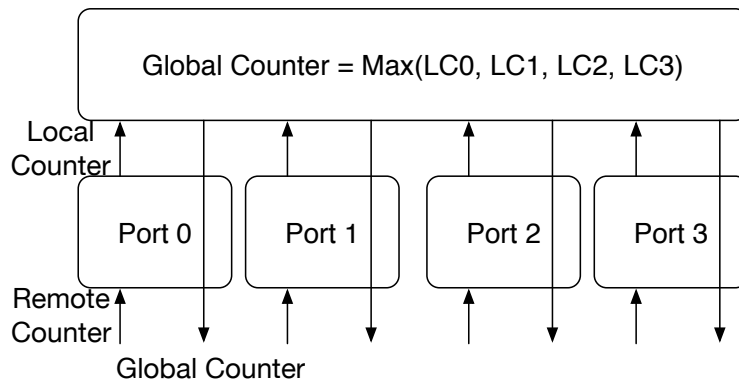 Global Counter = Max(LC0, LC1, LC2, LC3)
Local
Counter
Port 0
Port 1
Port 2
Port 3
Remote
Counter
Global Counter